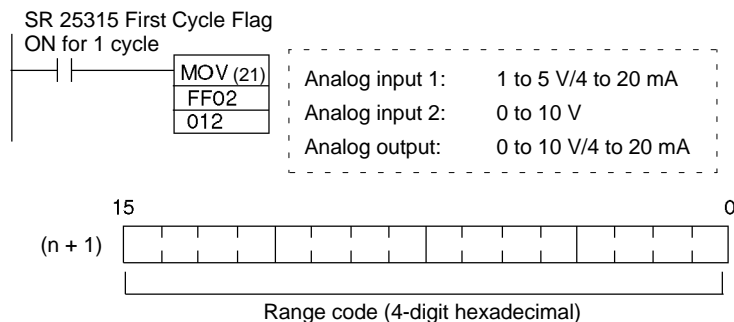 SR 25315 First Cycle Flag
ON for 1 cycle
MOV (21)
FF02
012
Analog input 1: 1 to 5 V/4 to 20 mA
Analog input 2: 0 to 10 V
Analog output: 0 to 10 V/4 to 20 mA
15 0
(n + 1)
Range code (4-digit hexadecimal)